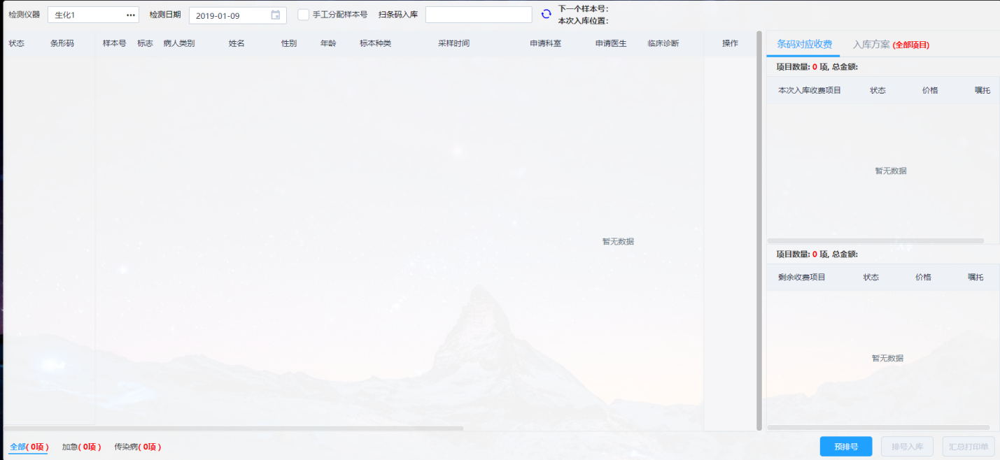 检测仪器 生化1 ••• 检测日期 2019-01-09 手工分配样本号 扫条码入库 下一个样本号:
本次入库位置:
状态 条形码 样本号 标志 病人类别 姓名 性别 年龄 标本种类 采样时间 申请科室 申请医生 临床诊断 操作
暂无数据
条码对应收费 入库方案 (全部项目)
项目数量: 0 项, 总金额:
本次入库收费项目 状态 价格 嘱托
暂无数据
项目数量: 0 项, 总金额:
剩余收费项目 状态 价格 嘱托
暂无数据
全部( 0项 ) 加急( 0项 ) 传染病( 0项 )
预排号 排号入库 汇总打印单